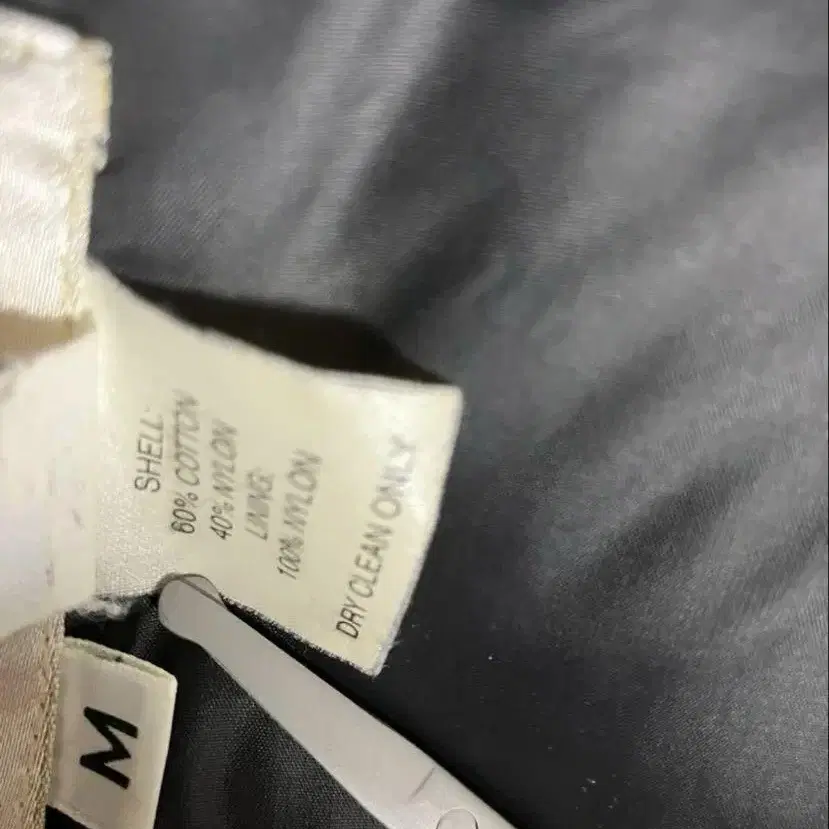 SHELL:
60% COTTON
40% NYLON
LINING:
100% NYLON
DRY CLEAN ONLY
M